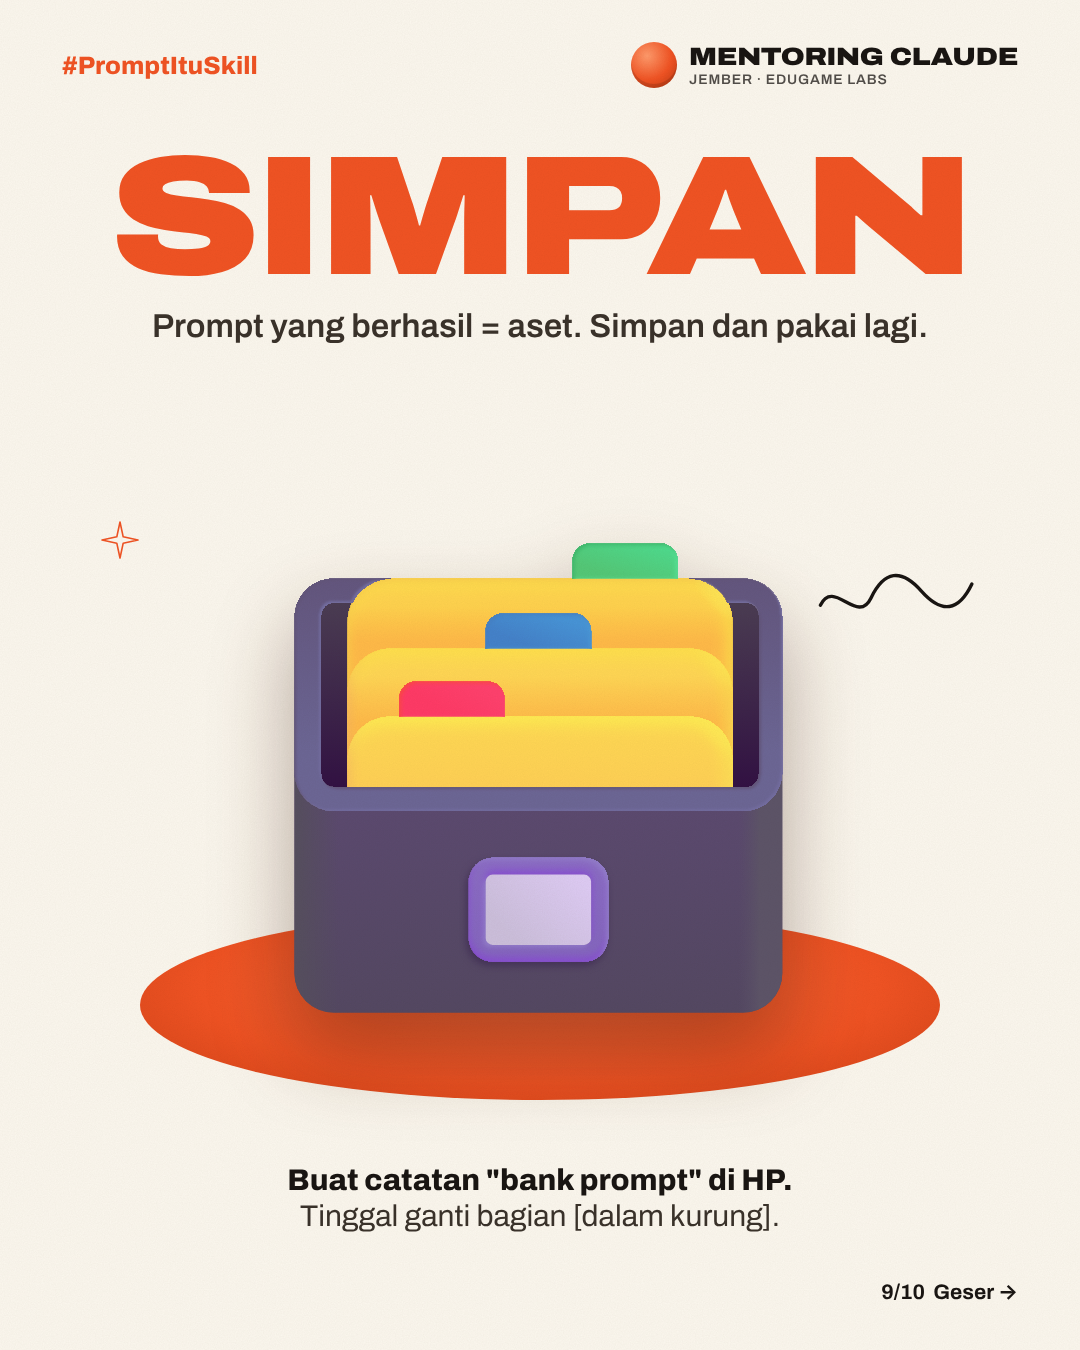 #PromptItuSkill
MENTORING CLAUDE
JEMBER · EDUGAME LABS
SIMPAN
Prompt yang berhasil = aset. Simpan dan pakai lagi.
Buat catatan "bank prompt" di HP.
Tinggal ganti bagian [dalam kurung].
9/10 Geser →